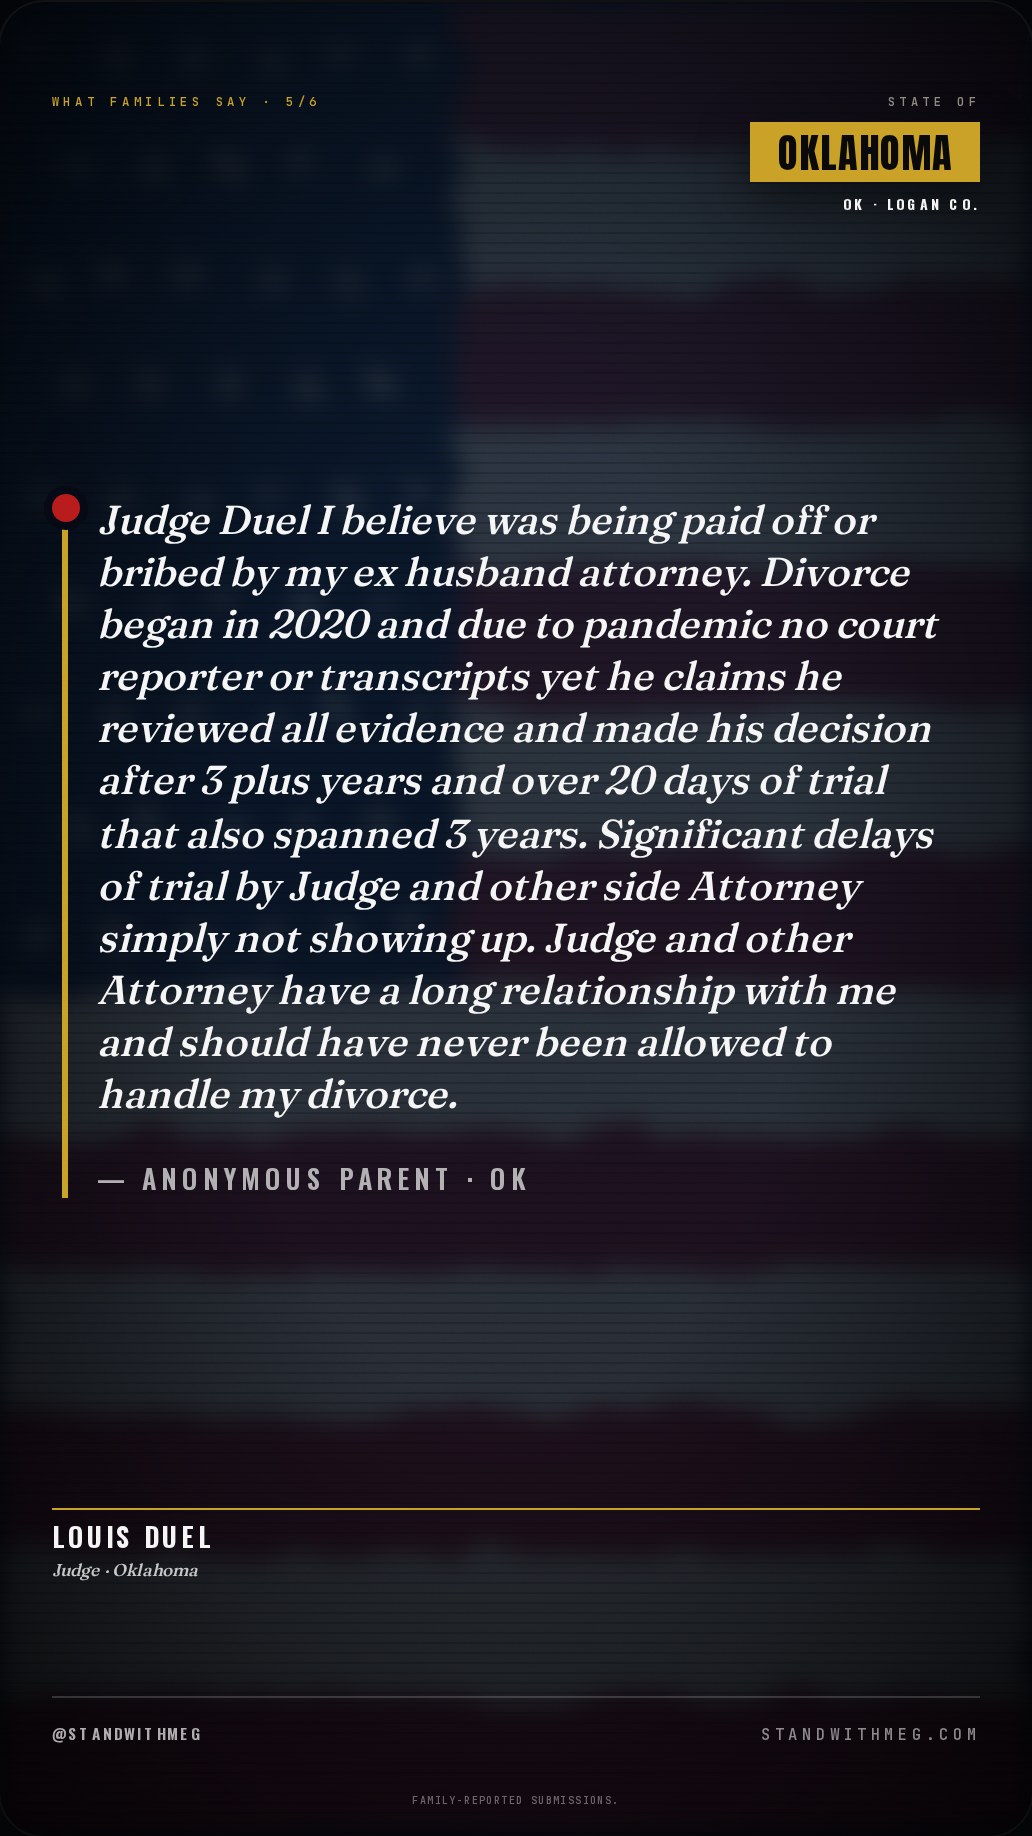 WHAT FAMILIES SAY · 5/6
STATE OF
OKLAHOMA
OK · LOGAN CO.
Judge Duel I believe was being paid off or
bribed by my ex husband attorney. Divorce
began in 2020 and due to pandemic no court
reporter or transcripts yet he claims he
reviewed all evidence and made his decision
after 3 plus years and over 20 days of trial
that also spanned 3 years. Significant delays
of trial by Judge and other side Attorney
simply not showing up. Judge and other
Attorney have a long relationship with me
and should have never been allowed to
handle my divorce.
— ANONYMOUS PARENT · OK
LOUIS DUEL
Judge · Oklahoma
@STANDWITHMEG
STANDWITHMEG.COM
FAMILY-REPORTED SUBMISSIONS.